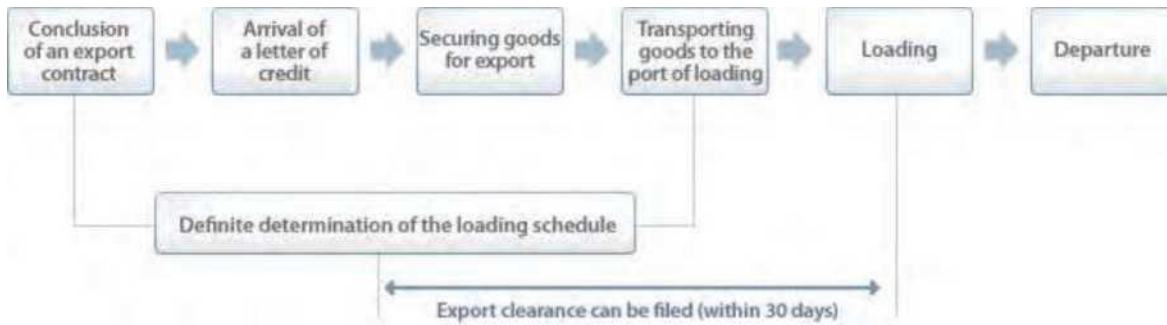 Conclusion
of an export
contract
Arrival of
a letter of
credit
Securing goods
for export
Transporting
goods to the
port of loading
Loading
Departure
Definite determination of the loading schedule
Export clearance can be filed (within 30 days)